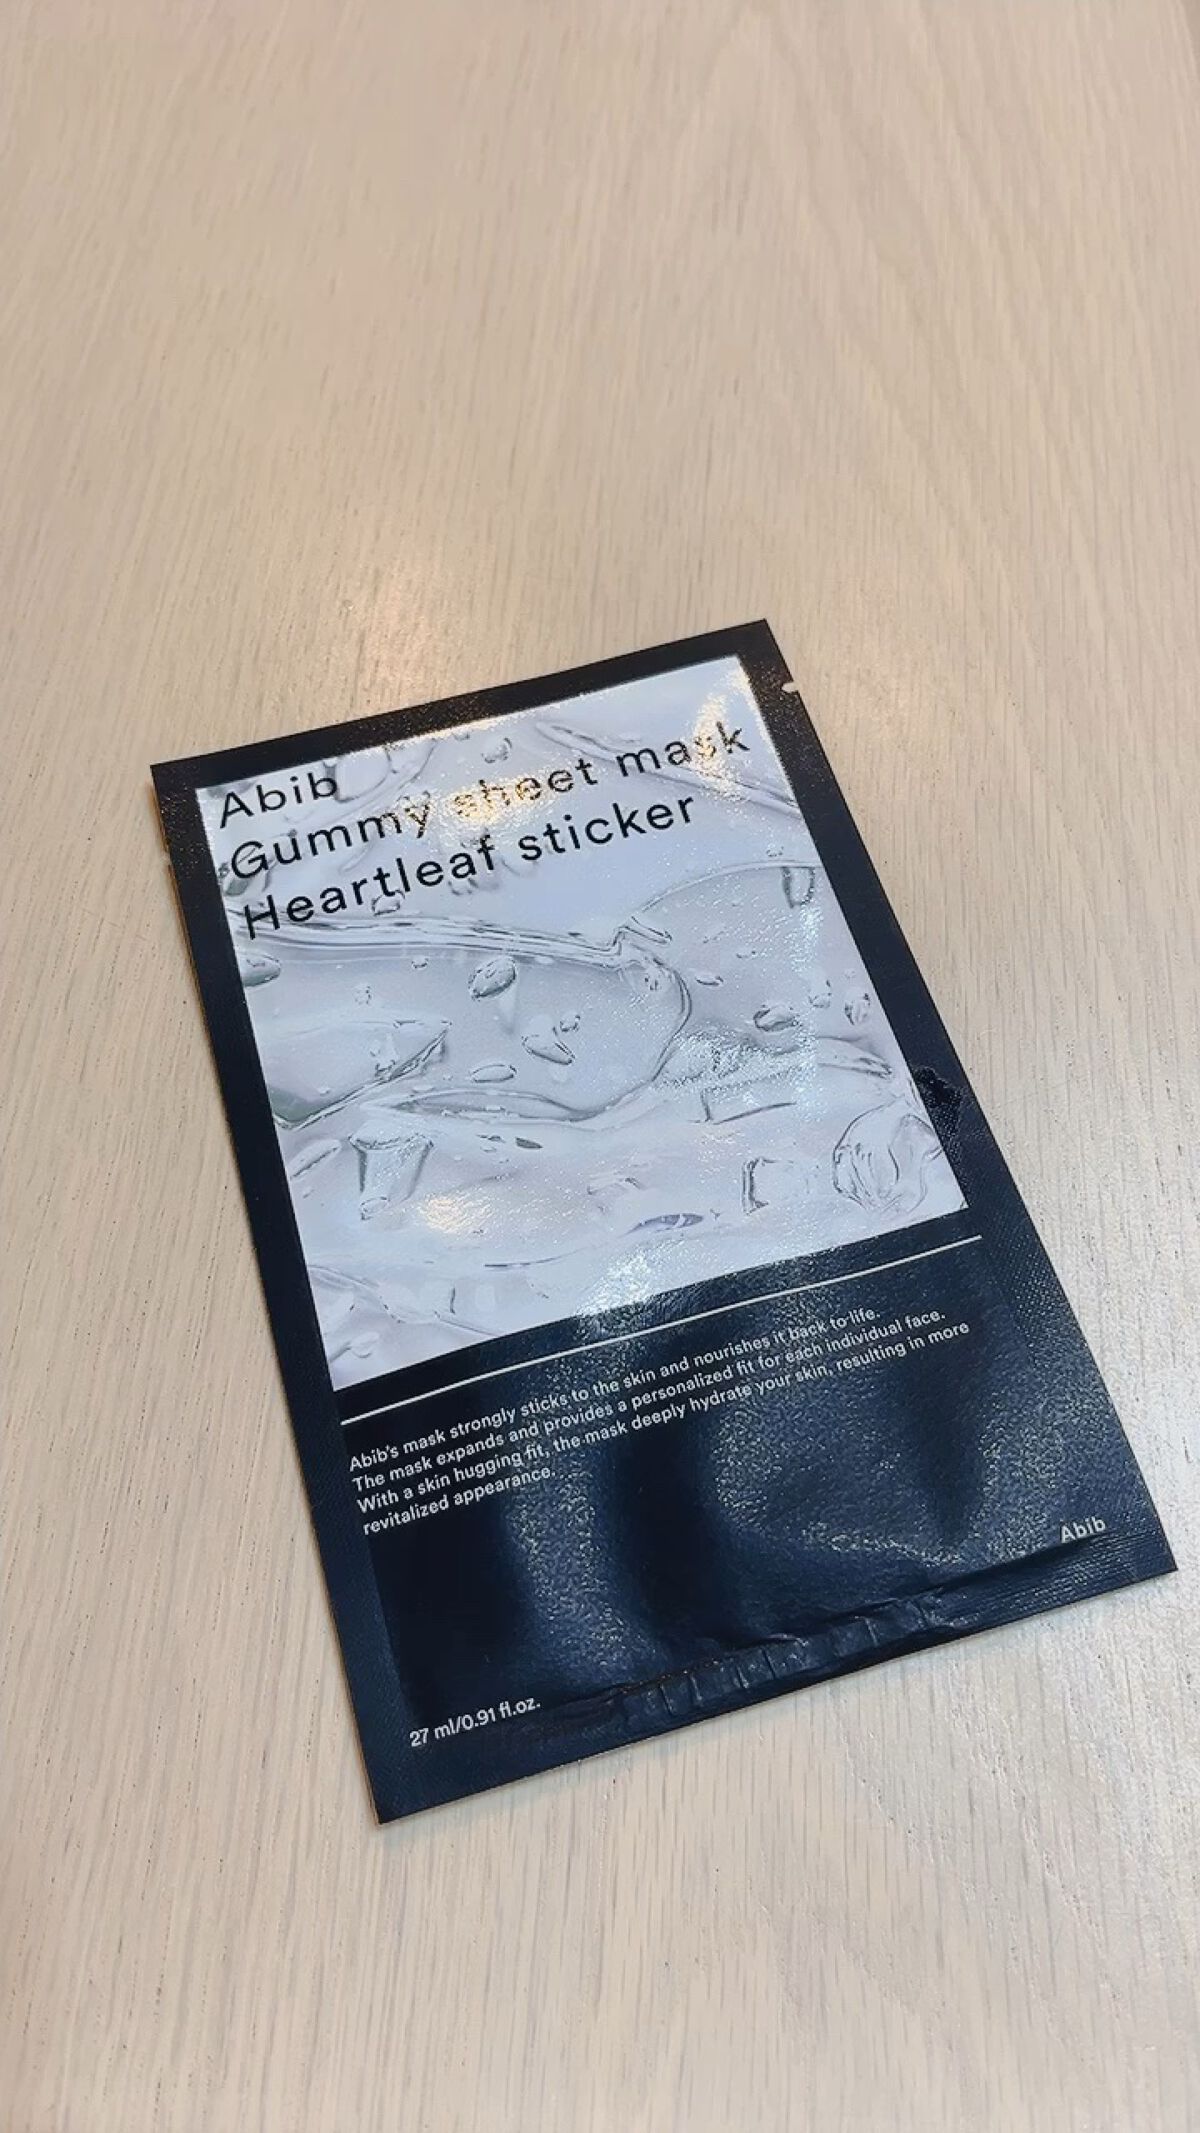 Abib
Gummy sheet mask
Heartleaf sticker
Abib's mask strongly sticks to the skin and nourishes it back to life.
The mask expands and provides a personalized fit for each individual face.
With a skin hugging fit, the mask deeply hydrate your skin, resulting in more
revitalized appearance.
Abib
27 ml/0.91 fl.oz.